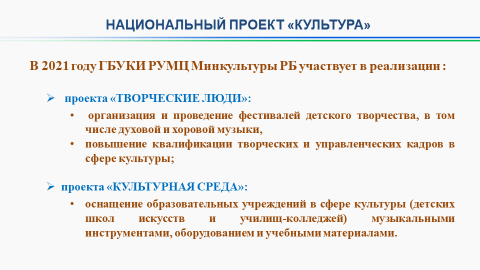 НАЦИОНАЛЬНЫЙ ПРОЕКТ «КУЛЬТУРА»
В 2021 году ГБУКИ РУМЦ Минкультуры РБ участвует в реализации :
➢ проекта «ТВОРЧЕСКИЕ ЛЮДИ»:
• организация и проведение фестивалей детского творчества, в том
числе духовой и хоровой музыки,
• повышение квалификации творческих и управленческих кадров в
сфере культуры;
➢ проекта «КУЛЬТУРНАЯ СРЕДА»:
• оснащение образовательных учреждений в сфере культуры (детских
школ искусств и училищ-колледжей) музыкальными
инструментами, оборудованием и учебными материалами.